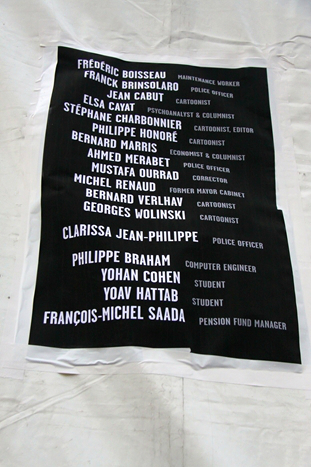 FRÉDÉRIC BOISSEAU MAINTENANCE WORKER
FRANCK BRINSOLARO POLICE OFFICER
JEAN CABUT CARTOONIST
ELSA CAYAT PSYCHOANALYST & COLUMNIST
STÉPHANE CHARBONNIER CARTOONIST, EDITOR
PHILIPPE HONORÉ CARTOONIST
BERNARD MARRIS ECONOMIST & COLUMNIST
AHMED MERABET POLICE OFFICER
MUSTAFA OURRAD CORRECTOR
MICHEL RENAUD FORMER MAYOR CABINET
BERNARD VERLHAV CARTOONIST
GEORGES WOLINSKI CARTOONIST
CLARISSA JEAN-PHILIPPE POLICE OFFICER
PHILIPPE BRAHAM COMPUTER ENGINEER
YOHAN COHEN STUDENT
YOAV HATTAB STUDENT
FRANÇOIS-MICHEL SAADA PENSION FUND MANAGER